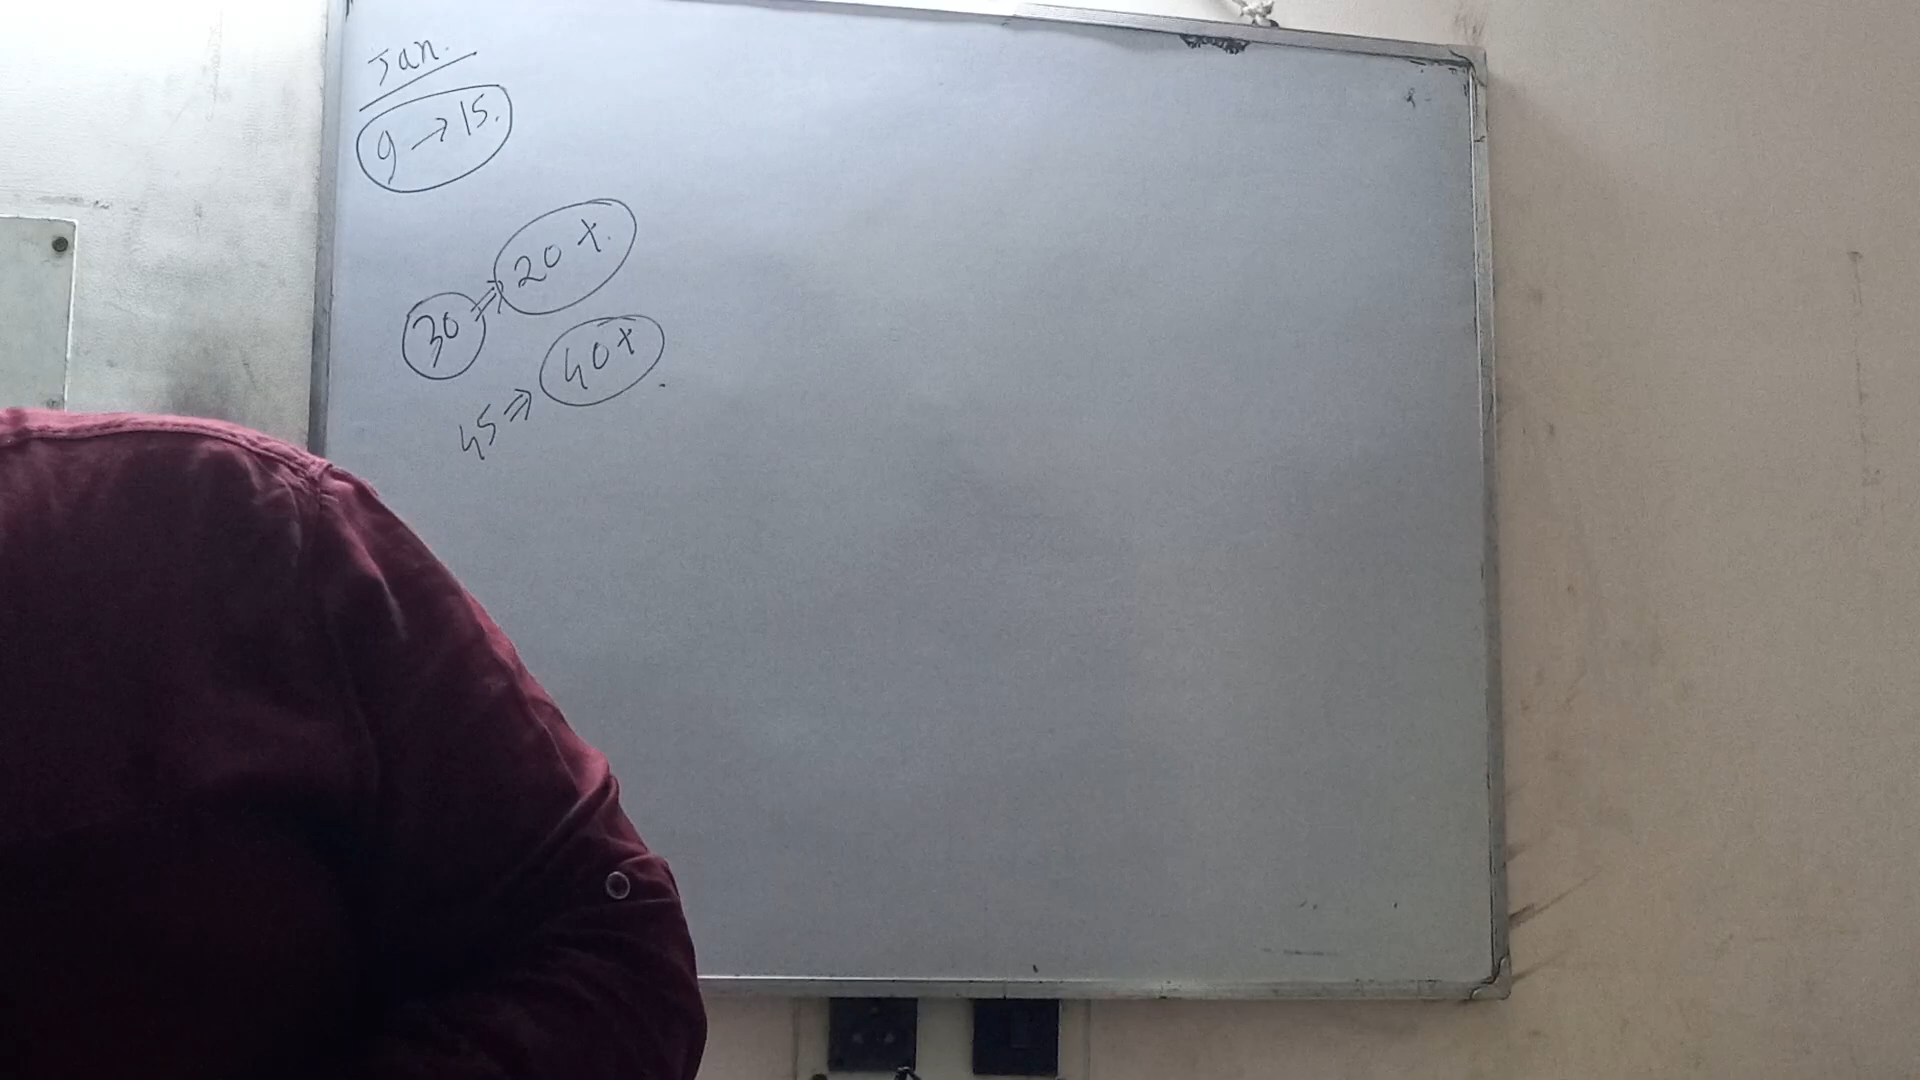 Jan.
9 → 15.
30 ⇒ 20+.
45 ⇒ 40+